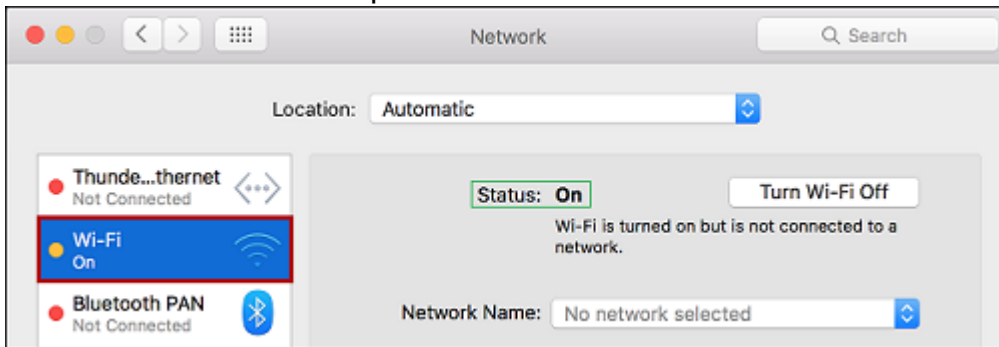 Network
Search
Location: Automatic
Thunde...thernet
Not Connected
Wi-Fi
On
Bluetooth PAN
Not Connected
Status: On
Turn Wi-Fi Off
Wi-Fi is turned on but is not connected to a
network.
Network Name: No network selected